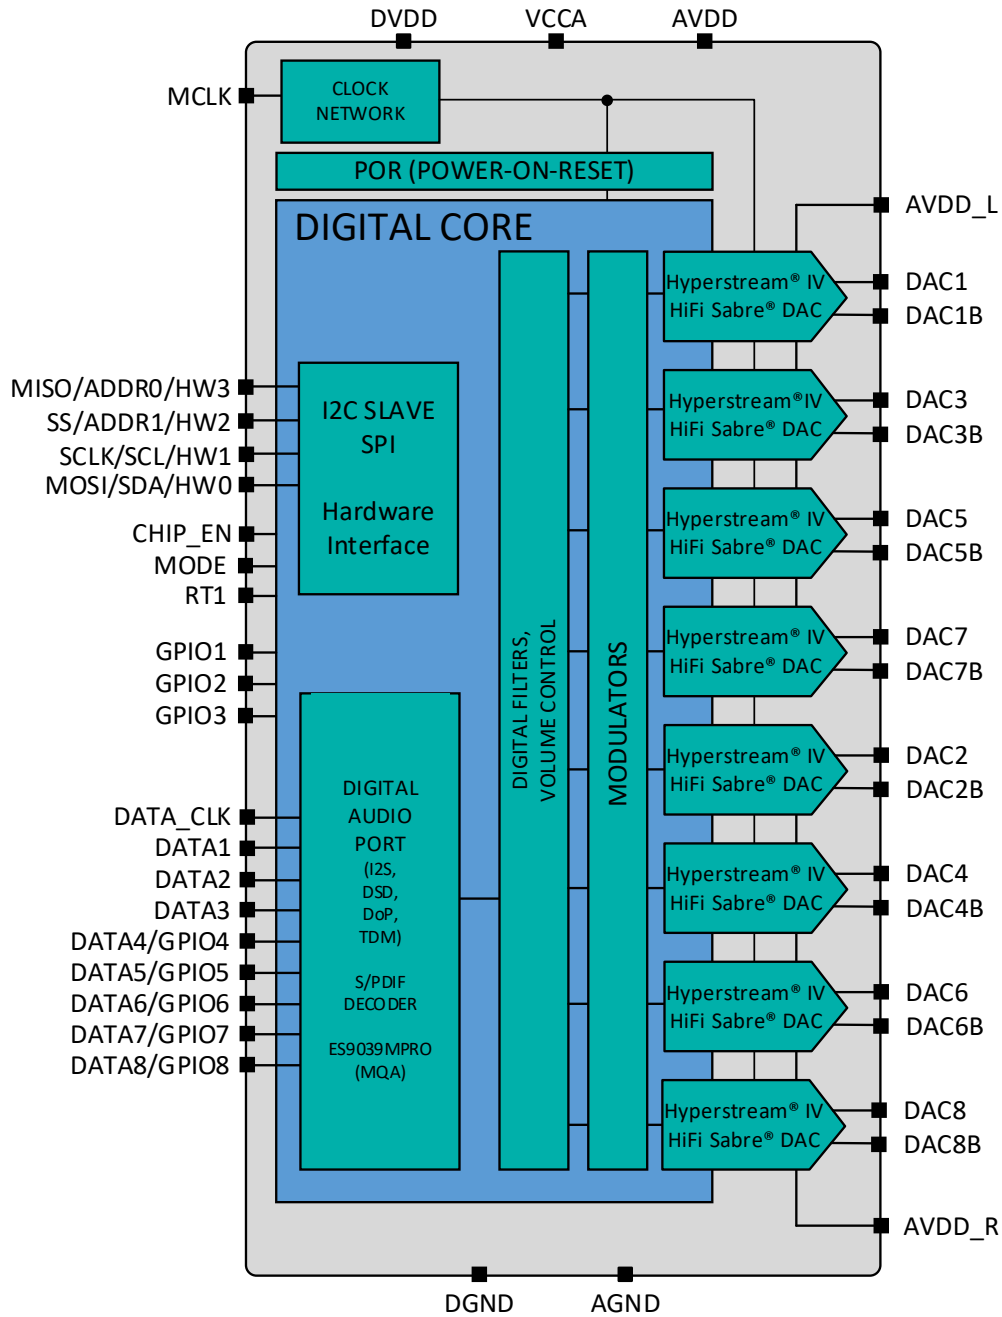 DVDD
VCCA
AVDD
MCLK
CLOCK
NETWORK
POR (POWER-ON-RESET)
DIGITAL CORE
AVDD_L
Hyperstream® IV
HiFi Sabre® DAC
DAC1
DAC1B
MISO/ADDR0/HW3
SS/ADDR1/HW2
SCLK/SCL/HW1
MOSI/SDA/HW0
I2C SLAVE
SPI
Hardware
Interface
Hyperstream® IV
HiFi Sabre® DAC
DAC3
DAC3B
CHIP_EN
MODE
RT1
Hyperstream® IV
HiFi Sabre® DAC
DAC5
DAC5B
GPIO1
GPIO2
GPIO3
DIGITAL FILTERS,
VOLUME CONTROL
MODULATORS
Hyperstream® IV
HiFi Sabre® DAC
DAC7
DAC7B
Hyperstream® IV
HiFi Sabre® DAC
DAC2
DAC2B
DATA_CLK
DATA1
DATA2
DATA3
DATA4/GPIO4
DATA5/GPIO5
DATA6/GPIO6
DATA7/GPIO7
DATA8/GPIO8
DIGITAL
AUDIO
PORT
(I2S,
DSD,
DoP,
TDM)
S/PDIF
DECODER
ES9039MPRO
(MQA)
Hyperstream® IV
HiFi Sabre® DAC
DAC4
DAC4B
Hyperstream® IV
HiFi Sabre® DAC
DAC6
DAC6B
Hyperstream® IV
HiFi Sabre® DAC
DAC8
DAC8B
AVDD_R
DGND
AGND